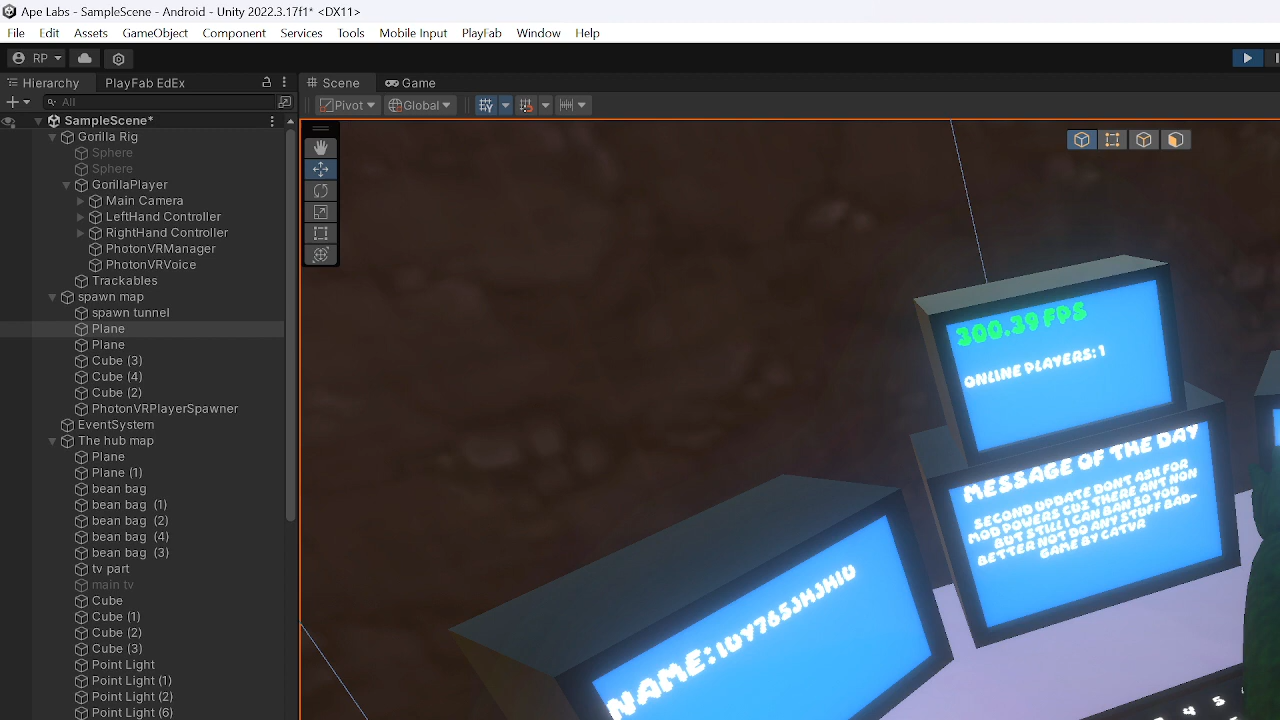 Ape Labs - SampleScene - Android - Unity 2022.3.17f1* <DX11>
File Edit Assets GameObject Component Services Tools Mobile Input PlayFab Window Help
RP
Hierarchy PlayFab EdEx Scene Game
All Pivot Global
SampleScene*
Gorilla Rig
Sphere
Sphere
GorillaPlayer
Main Camera
LeftHand Controller
RightHand Controller
PhotonVRManager
PhotonVRVoice
Trackables
spawn map
spawn tunnel
Plane
Plane
Cube (3)
Cube (4)
Cube (2)
PhotonVRPlayerSpawner
EventSystem
The hub map
Plane
Plane (1)
bean bag
bean bag (1)
bean bag (2)
bean bag (4)
bean bag (3)
tv part
main tv
Cube
Cube (1)
Cube (2)
Cube (3)
Point Light
Point Light (1)
Point Light (2)
Point Light (6)
300.39 FPS
ONLINE PLAYERS: 1
MESSAGE OF THE DAY
SECOND UPDATE DONT ASK FOR
MOD POWERS CUZ THERE ANT NON
BUT STILL I CAN BAN SO YOU
BETTER NOT DO ANY STUFF BAD-
GAME BY CATVR
NAME:
4 5